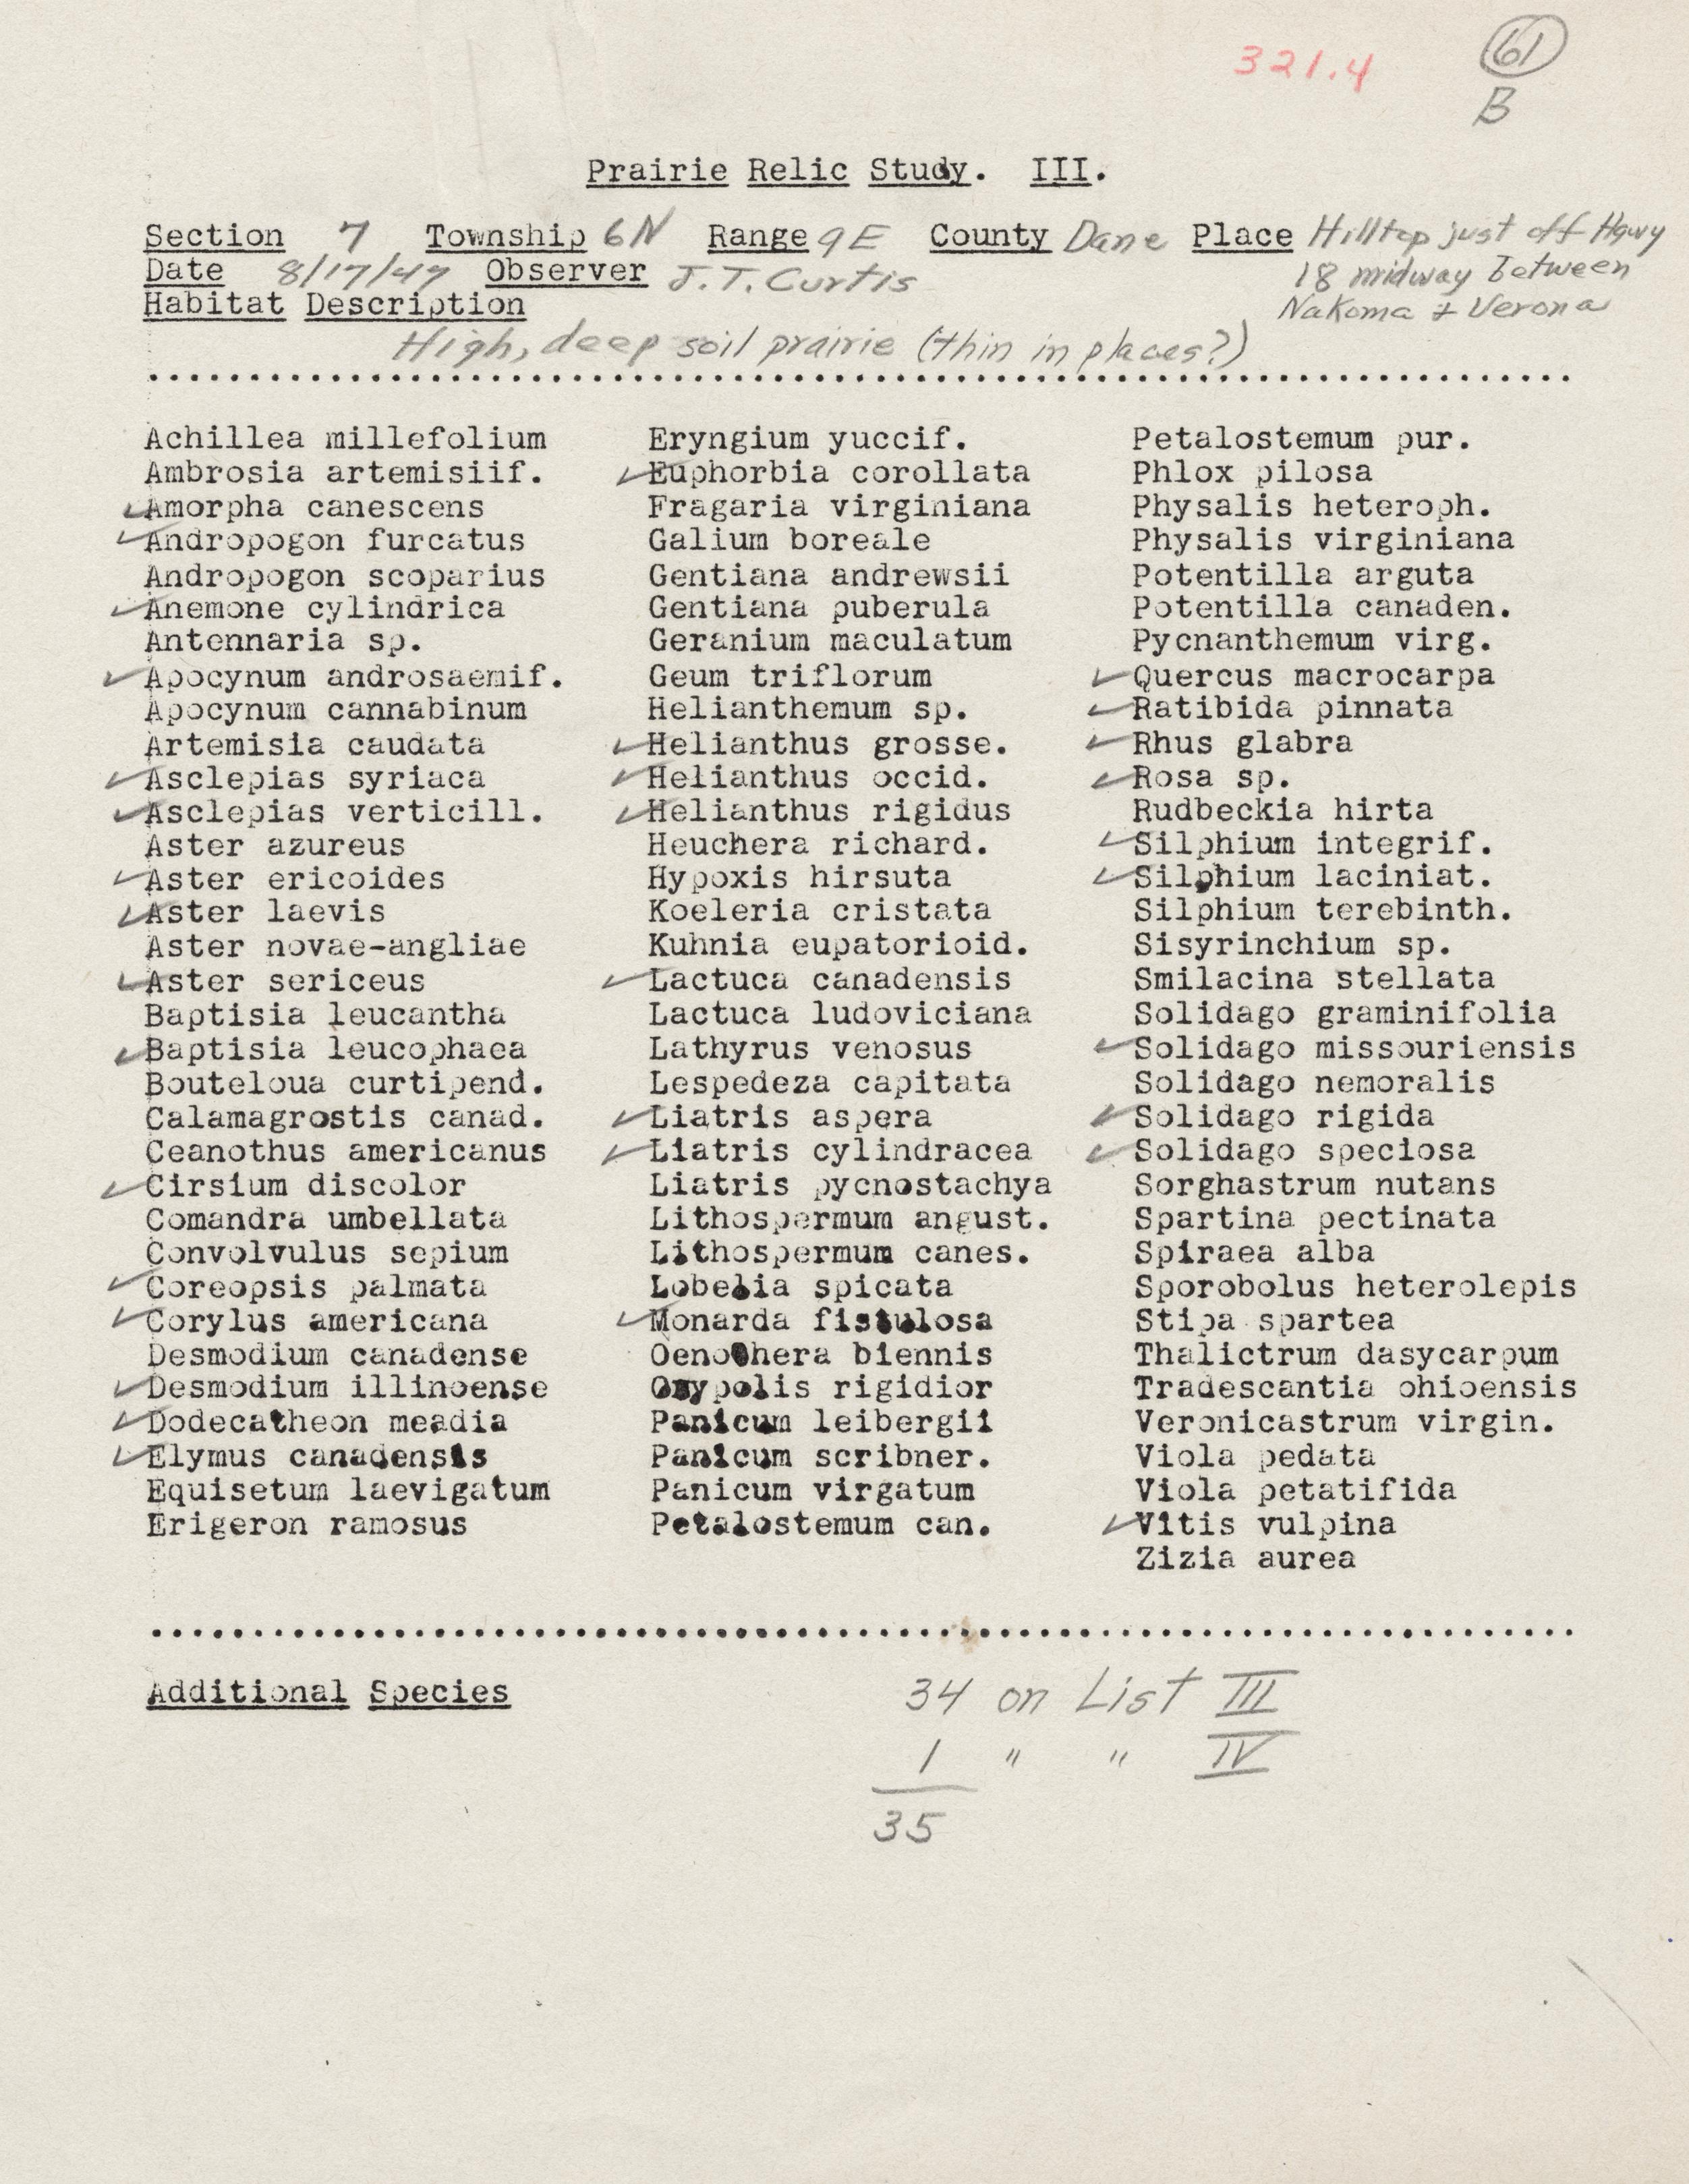 321.4
61
B
Prairie Relic Study. III.
Section 7 Township 6N Range 9E County Dane Place Hilltop just off Hgwy
Date 8/17/47 Observer J.T. Curtis 18 midway between
Habitat Description Nakoma & Verona
High, deep soil prairie (thin in places?)
Achillea millefolium
Ambrosia artemisiif.
✓Amorpha canescens
✓Andropogon furcatus
Andropogon scoparius
✓Anemone cylindrica
Antennaria sp.
✓Apocynum androsaemif.
Apocynum cannabinum
Artemisia caudata
✓Asclepias syriaca
✓Asclepias verticill.
Aster azureus
✓Aster ericoides
✓Aster laevis
Aster novae-angliae
✓Aster sericeus
Baptisia leucantha
✓Baptisia leucophaea
Bouteloua curtipend.
Calamagrostis canad.
Ceanothus americanus
✓Cirsium discolor
Comandra umbellata
Convolvulus sepium
✓Coreopsis palmata
✓Corylus americana
Desmodium canadense
✓Desmodium illinoense
✓Dodecatheon meadia
✓Elymus canadensis
Equisetum laevigatum
Erigeron ramosus
Eryngium yuccif.
✓Euphorbia corollata
Fragaria virginiana
Galium boreale
Gentiana andrewsii
Gentiana puberula
Geranium maculatum
Geum triflorum
Helianthemum sp.
✓Helianthus grosse.
✓Helianthus occid.
✓Helianthus rigidus
Heuchera richard.
Hypoxis hirsuta
Koeleria cristata
Kuhnia eupatorioid.
✓Lactuca canadensis
Lactuca ludoviciana
Lathyrus venosus
Lespedeza capitata
✓Liatris aspera
✓Liatris cylindracea
Liatris pycnostachya
Lithospermum angust.
Lithospermum canes.
Lobelia spicata
✓Monarda fistulosa
Oenothera biennis
Oxypolis rigidior
Panicum leibergii
Panicum scribner.
Panicum virgatum
Petalostemum can.
Petalostemum pur.
Phlox pilosa
Physalis heteroph.
Physalis virginiana
Potentilla arguta
Potentilla canaden.
Pycnanthemum virg.
✓Quercus macrocarpa
✓Ratibida pinnata
✓Rhus glabra
✓Rosa sp.
Rudbeckia hirta
✓Silphium integrif.
✓Silphium laciniat.
Silphium terebinth.
Sisyrinchium sp.
Smilacina stellata
Solidago graminifolia
✓Solidago missouriensis
Solidago nemoralis
✓Solidago rigida
✓Solidago speciosa
Sorghastrum nutans
Spartina pectinata
Spiraea alba
Sporobolus heterolepis
Stipa spartea
Thalictrum dasycarpum
Tradescantia ohioensis
Veronicastrum virgin.
Viola pedata
Viola petatifida
✓Vitis vulpina
Zizia aurea
Additional Species
34 on List III
1 " " IV
35